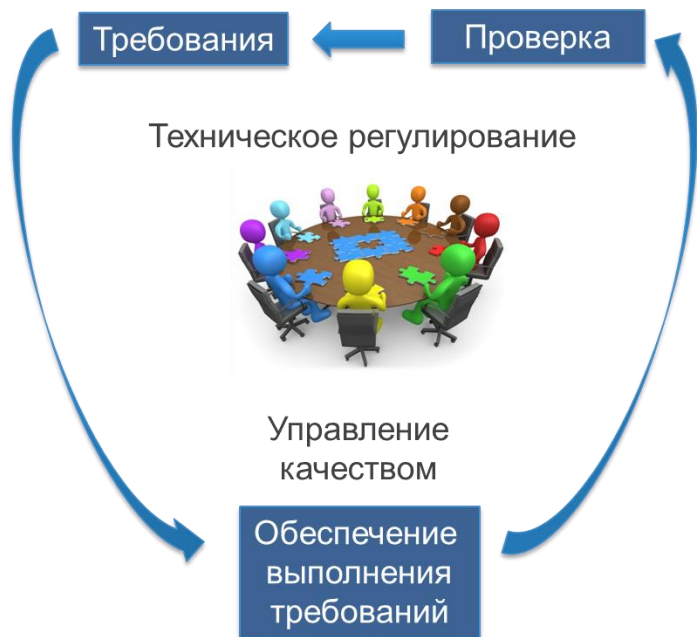 Требования
Проверка
Техническое регулирование
Управление
качеством
Обеспечение
выполнения
требований